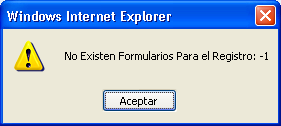 Windows Internet Explorer
No Existen Formularios Para el Registro: -1
Aceptar